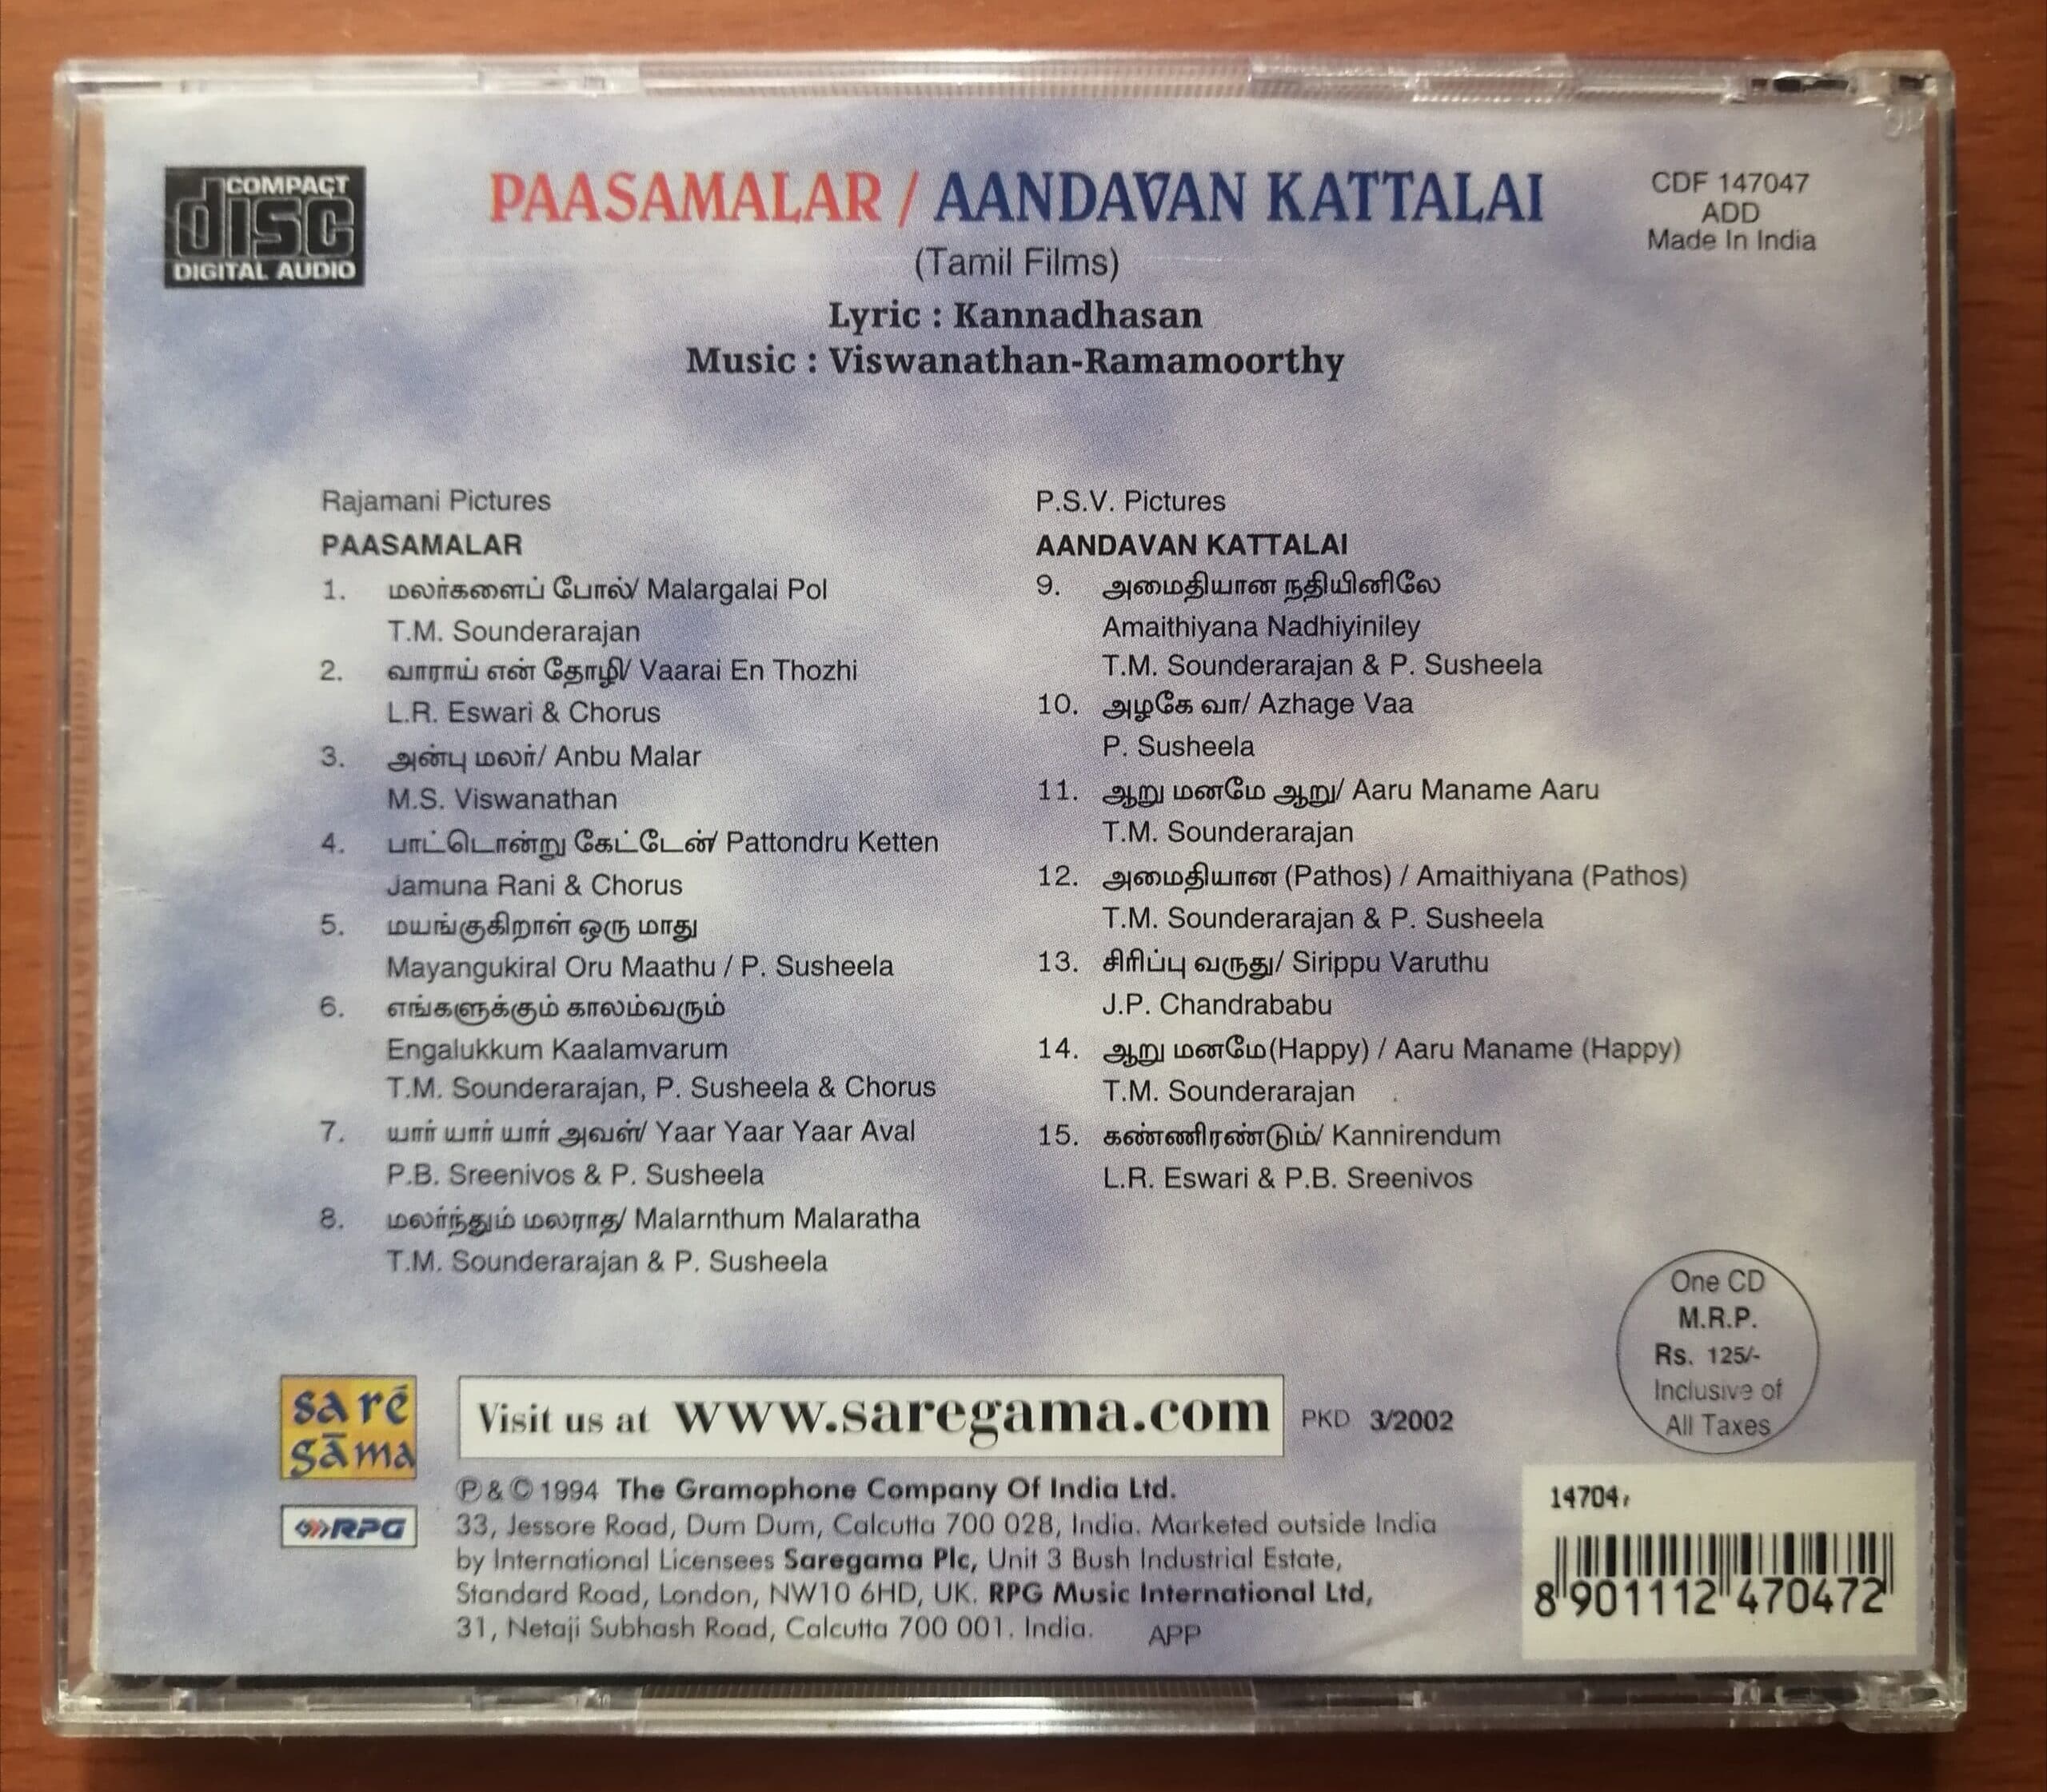 COMPACT
disc
DIGITAL AUDIO
PAASAMALAR / AANDAVAN KATTALAI
(Tamil Films)
Lyric : Kannadhasan
Music : Viswanathan-Ramamoorthy
CDF 147047
ADD
Made In India
Rajamani Pictures
PAASAMALAR
1. மலர்களைப் போல்/ Malargalai Pol
T.M. Sounderarajan
2. வாராய் என் தோழி/ Vaarai En Thozhi
L.R. Eswari & Chorus
3. அன்பு மலர்/ Anbu Malar
M.S. Viswanathan
4. பாட்டொன்று கேட்டேன்/ Pattondru Ketten
Jamuna Rani & Chorus
5. மயங்குகிறாள் ஒரு மாது
Mayangukiral Oru Maathu / P. Susheela
6. எங்களுக்கும் காலம்வரும்
Engalukkum Kaalamvarum
T.M. Sounderarajan, P. Susheela & Chorus
7. யார் யார் யார் அவள்/ Yaar Yaar Yaar Aval
P.B. Sreenivos & P. Susheela
8. மலர்ந்தும் மலராத/ Malarnthum Malaratha
T.M. Sounderarajan & P. Susheela
P.S.V. Pictures
AANDAVAN KATTALAI
9. அமைதியான நதியினிலே
Amaithiyana Nadhiyiniley
T.M. Sounderarajan & P. Susheela
10. அழகே வா/ Azhage Vaa
P. Susheela
11. ஆறு மனமே ஆறு/ Aaru Maname Aaru
T.M. Sounderarajan
12. அமைதியான (Pathos) / Amaithiyana (Pathos)
T.M. Sounderarajan & P. Susheela
13. சிரிப்பு வருது/ Sirippu Varuthu
J.P. Chandrababu
14. ஆறு மனமே(Happy) / Aaru Maname (Happy)
T.M. Sounderarajan
15. கண்ணிரண்டும்/ Kannirendum
L.R. Eswari & P.B. Sreenivos
One CD
M.R.P.
Rs. 125/-
Inclusive of
All Taxes
sa rē
gāma
RPG
Visit us at www.saregama.com
PKD 3/2002
℗ & © 1994 The Gramophone Company Of India Ltd.
33, Jessore Road, Dum Dum, Calcutta 700 028, India. Marketed outside India
by International Licensees Saregama Plc, Unit 3 Bush Industrial Estate,
Standard Road, London, NW10 6HD, UK. RPG Music International Ltd,
31, Netaji Subhash Road, Calcutta 700 001. India. APP
8 901112 470472